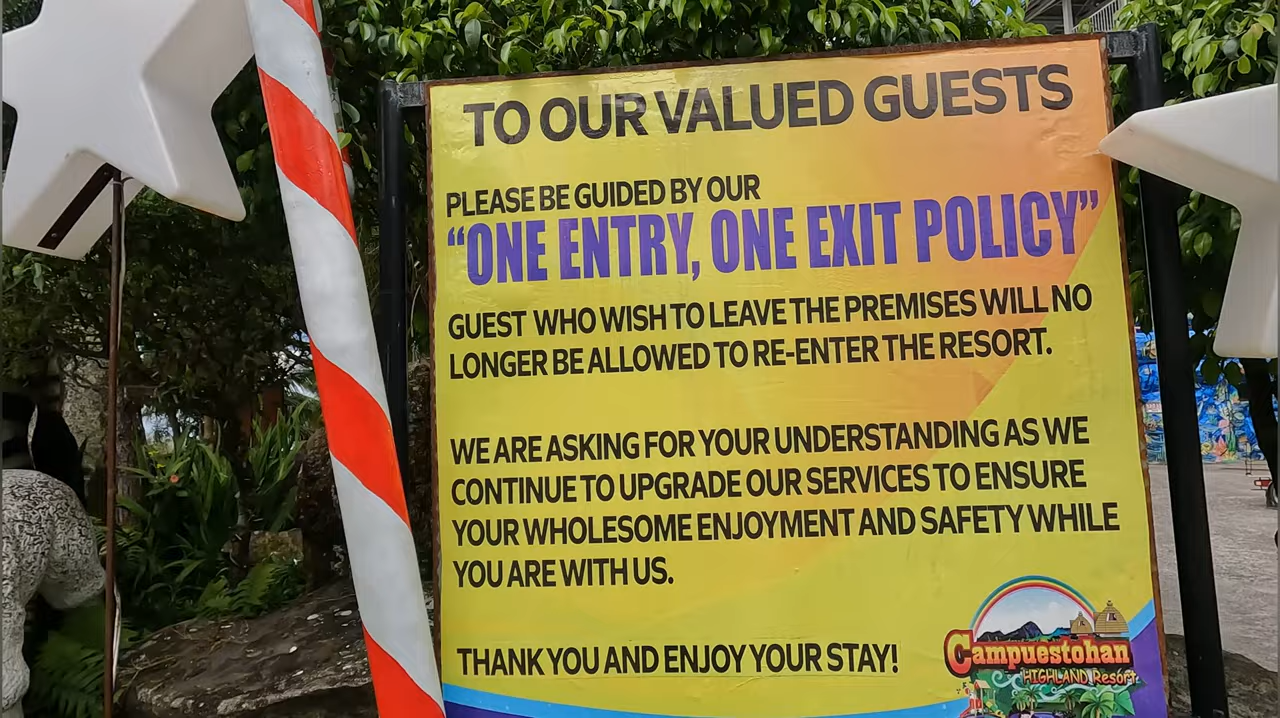 TO OUR VALUED GUESTS
PLEASE BE GUIDED BY OUR
“ONE ENTRY, ONE EXIT POLICY”
GUEST WHO WISH TO LEAVE THE PREMISES WILL NO
LONGER BE ALLOWED TO RE-ENTER THE RESORT.
WE ARE ASKING FOR YOUR UNDERSTANDING AS WE
CONTINUE TO UPGRADE OUR SERVICES TO ENSURE
YOUR WHOLESOME ENJOYMENT AND SAFETY WHILE
YOU ARE WITH US.
THANK YOU AND ENJOY YOUR STAY!
Campuestohan
HIGHLAND Resort